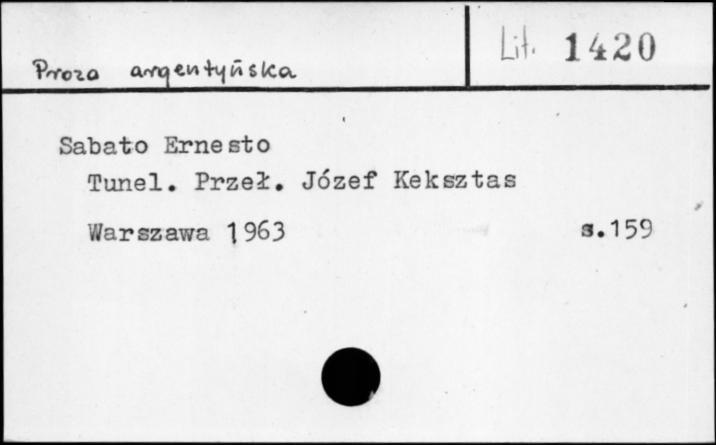 Proza argentyńska
Lit. 1420
Sabato Ernesto
Tunel. Przeł. Józef Keksztas
Warszawa 1963 s.159